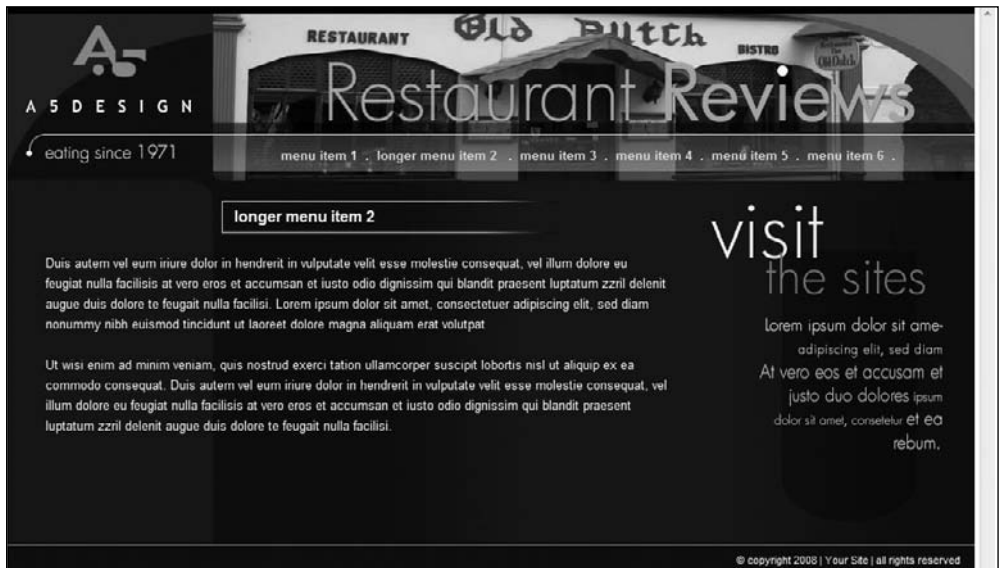 RESTAURANT
Old Dutch
BISTRO
Restaurant
Old Dutch
A5
A5DESIGN
Restaurant Reviews
eating since 1971
menu item 1 . longer menu item 2 . menu item 3 . menu item 4 . menu item 5 . menu item 6 .
longer menu item 2
Duis autem vel eum iriure dolor in hendrerit in vulputate velit esse molestie consequat, vel illum dolore eu
feugiat nulla facilisis at vero eros et accumsan et iusto odio dignissim qui blandit praesent luptatum zzril delenit
augue duis dolore te feugait nulla facilisi. Lorem ipsum dolor sit amet, consectetuer adipiscing elit, sed diam
nonummy nibh euismod tincidunt ut laoreet dolore magna aliquam erat volutpat
Ut wisi enim ad minim veniam, quis nostrud exerci tation ullamcorper suscipit lobortis nisl ut aliquip ex ea
commodo consequat. Duis autem vel eum iriure dolor in hendrerit in vulputate velit esse molestie consequat, vel
illum dolore eu feugiat nulla facilisis at vero eros et accumsan et iusto odio dignissim qui blandit praesent
luptatum zzril delenit augue duis dolore te feugait nulla facilisi.
visit
the sites
Lorem ipsum dolor sit ame-
adipiscing elit, sed diam
At vero eos et accusam et
justo duo dolores ipsum
dolor sit amet, consetetur et ea
rebum.
© copyright 2008 | Your Site | all rights reserved